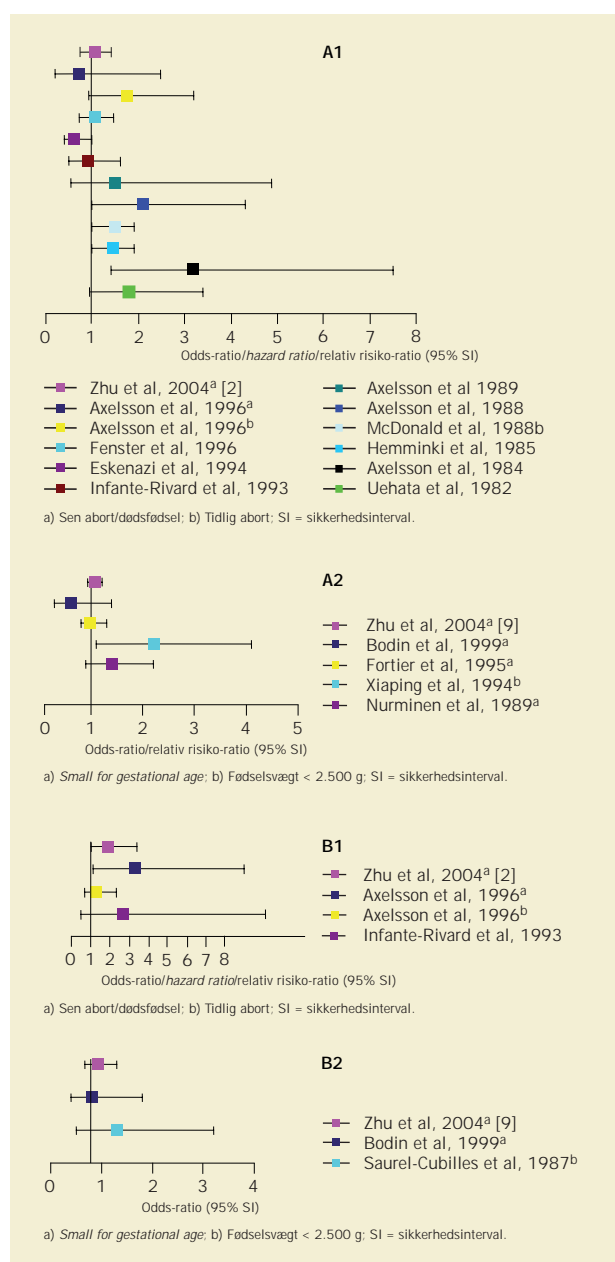 A1
0 1 2 3 4 5 6 7 8
Odds-ratio/hazard ratio/relativ risiko-ratio (95% SI)
Zhu et al, 2004ᵃ [2]
Axelsson et al, 1996ᵃ
Axelsson et al, 1996ᵇ
Fenster et al, 1996
Eskenazi et al, 1994
Infante-Rivard et al, 1993
Axelsson et al 1989
Axelsson et al, 1988
McDonald et al, 1988b
Hemminki et al, 1985
Axelsson et al, 1984
Uehata et al, 1982
a) Sen abort/dødsfødsel; b) Tidlig abort; SI = sikkerhedsinterval.
A2
Zhu et al, 2004ᵃ [9]
Bodin et al, 1999ᵃ
Fortier et al, 1995ᵃ
Xiaping et al, 1994ᵇ
Nurminen et al, 1989ᵃ
0 1 2 3 4 5
Odds-ratio/relativ risiko-ratio (95% SI)
a) Small for gestational age; b) Fødselsvægt < 2.500 g; SI = sikkerhedsinterval.
B1
Zhu et al, 2004ᵃ [2]
Axelsson et al, 1996ᵃ
Axelsson et al, 1996ᵇ
Infante-Rivard et al, 1993
0 1 2 3 4 5 6 7 8
Odds-ratio/hazard ratio/relativ risiko-ratio (95% SI)
a) Sen abort/dødsfødsel; b) Tidlig abort; SI = sikkerhedsinterval.
B2
Zhu et al, 2004ᵃ [9]
Bodin et al, 1999ᵃ
Saurel-Cubilles et al, 1987ᵇ
0 1 2 3 4
Odds-ratio (95% SI)
a) Small for gestational age; b) Fødselsvægt < 2.500 g; SI = sikkerhedsinterval.